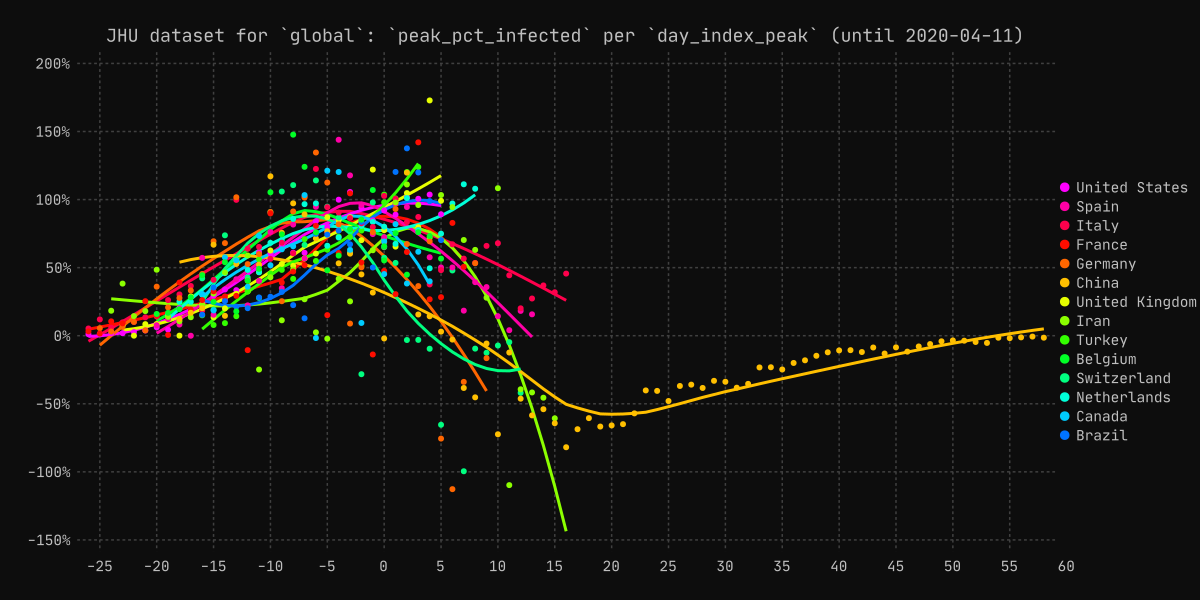 JHU dataset for `global`: `peak_pct_infected` per `day_index_peak` (until 2020-04-11)
200%
150%
100%
50%
0%
-50%
-100%
-150%
-25 -20 -15 -10 -5 0 5 10 15 20 25 30 35 40 45 50 55 60
United States
Spain
Italy
France
Germany
China
United Kingdom
Iran
Turkey
Belgium
Switzerland
Netherlands
Canada
Brazil